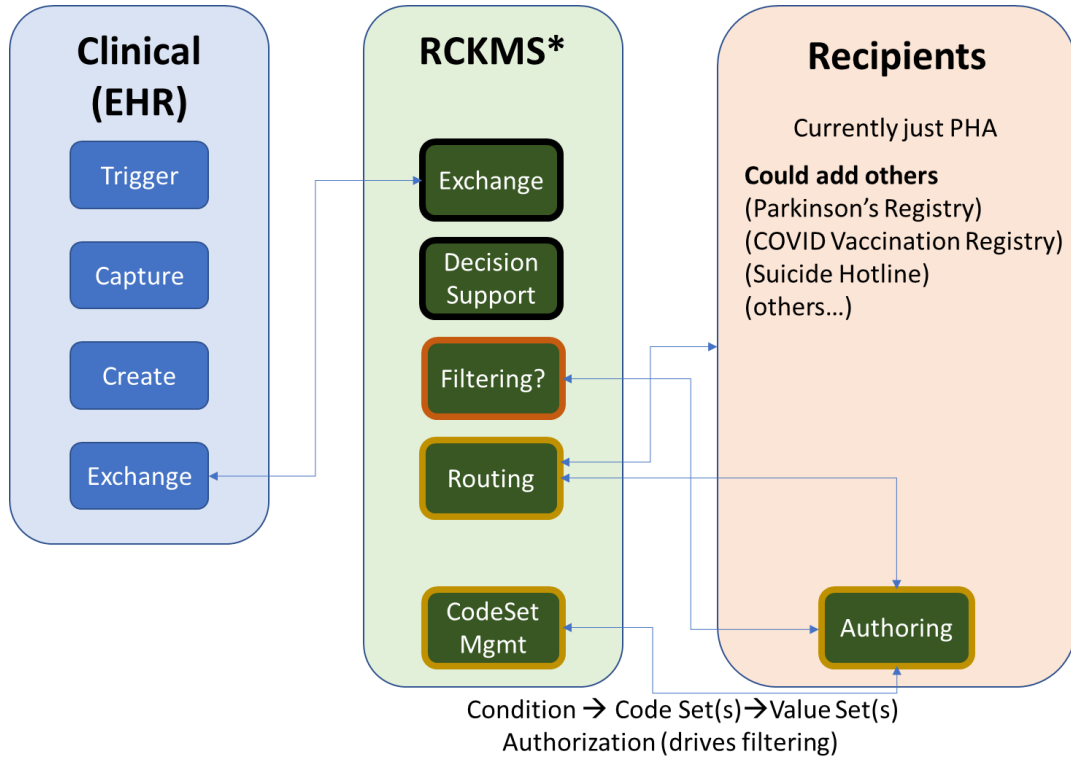 Clinical
(EHR)
Trigger
Capture
Create
Exchange
RCKMS*
Exchange
Decision
Support
Filtering?
Routing
CodeSet
Mgmt
Recipients
Currently just PHA
Could add others
(Parkinson’s Registry)
(COVID Vaccination Registry)
(Suicide Hotline)
(others…)
Authoring
Condition → Code Set(s)→Value Set(s)
Authorization (drives filtering)